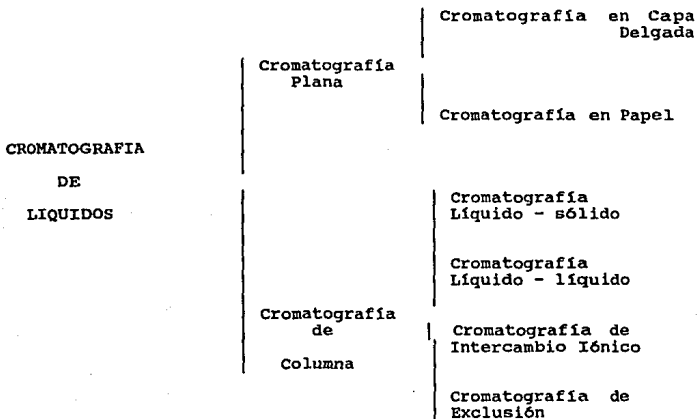 CROMATOGRAFIA
DE
LIQUIDOS
Cromatografía
Plana
Cromatografía en Capa
Delgada
Cromatografía en Papel
Cromatografía
de
Columna
Cromatografía
Líquido - sólido
Cromatografía
Líquido - líquido
Cromatografía de
Intercambio Iónico
Cromatografía de
Exclusión